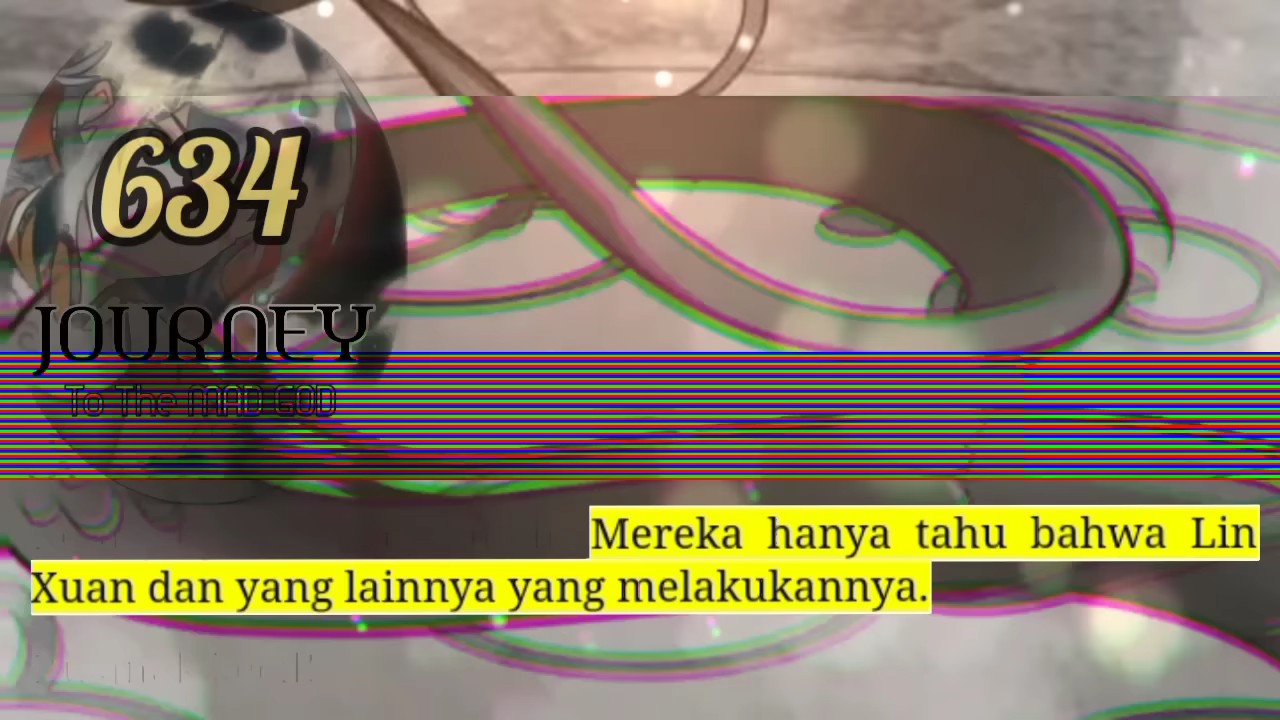 634
JOURNEY
To The MAD GOD
Mereka hanya tahu bahwa Lin
Xuan dan yang lainnya yang melakukannya.